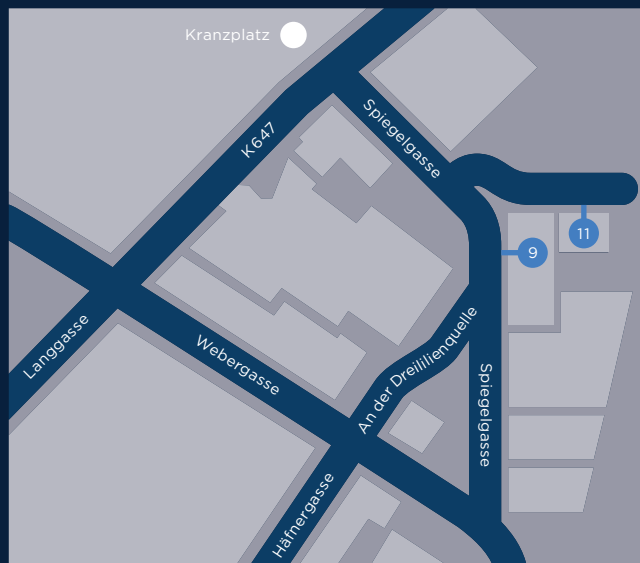 Kranzplatz
K647
Spiegelgasse
11
9
Langgasse
Webergasse
An der Dreililienquelle
Spiegelgasse
Häfnergasse